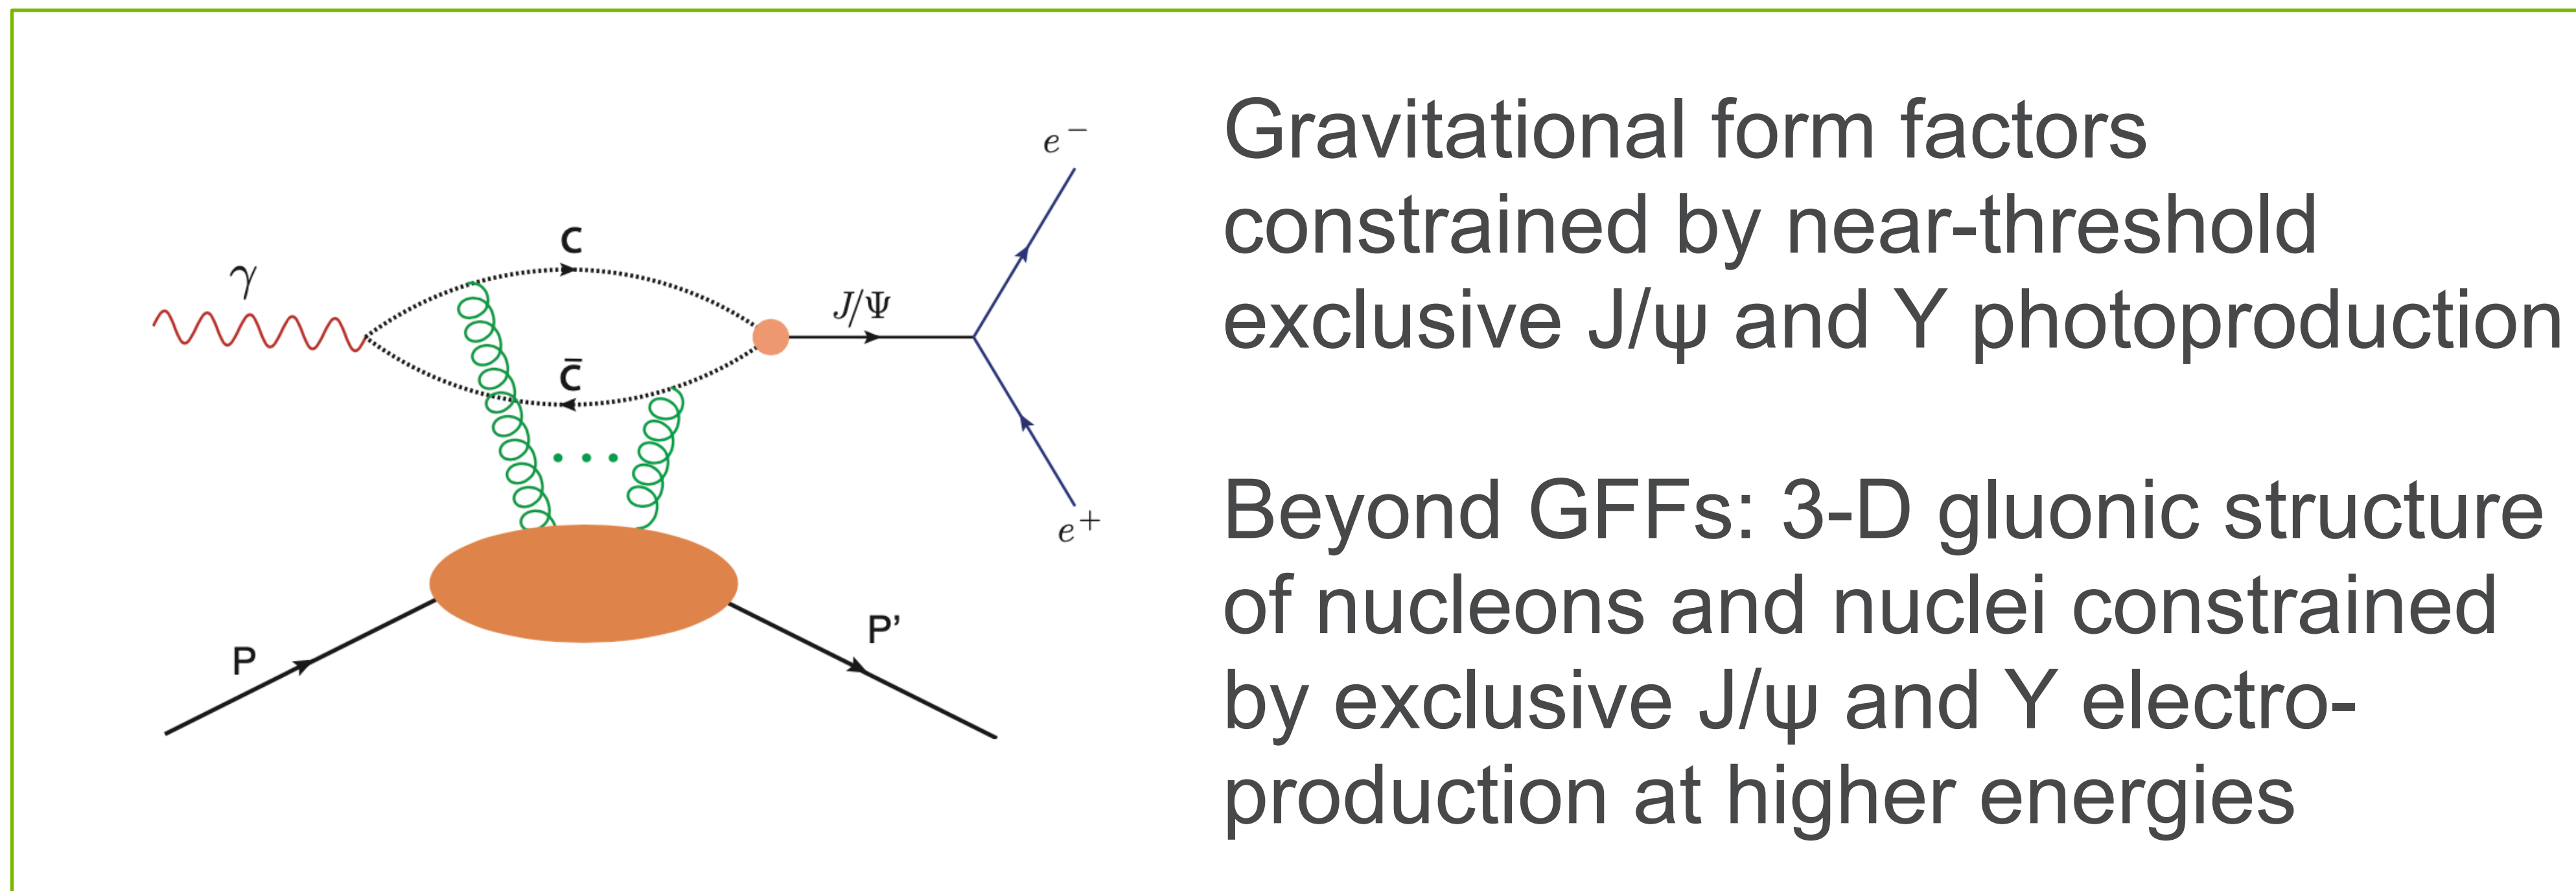 γ
c
c̄
J/Ψ
e⁻
e⁺
P
P'
Gravitational form factors
constrained by near-threshold
exclusive J/ψ and Y photoproduction
Beyond GFFs: 3-D gluonic structure
of nucleons and nuclei constrained
by exclusive J/ψ and Y electro-
production at higher energies